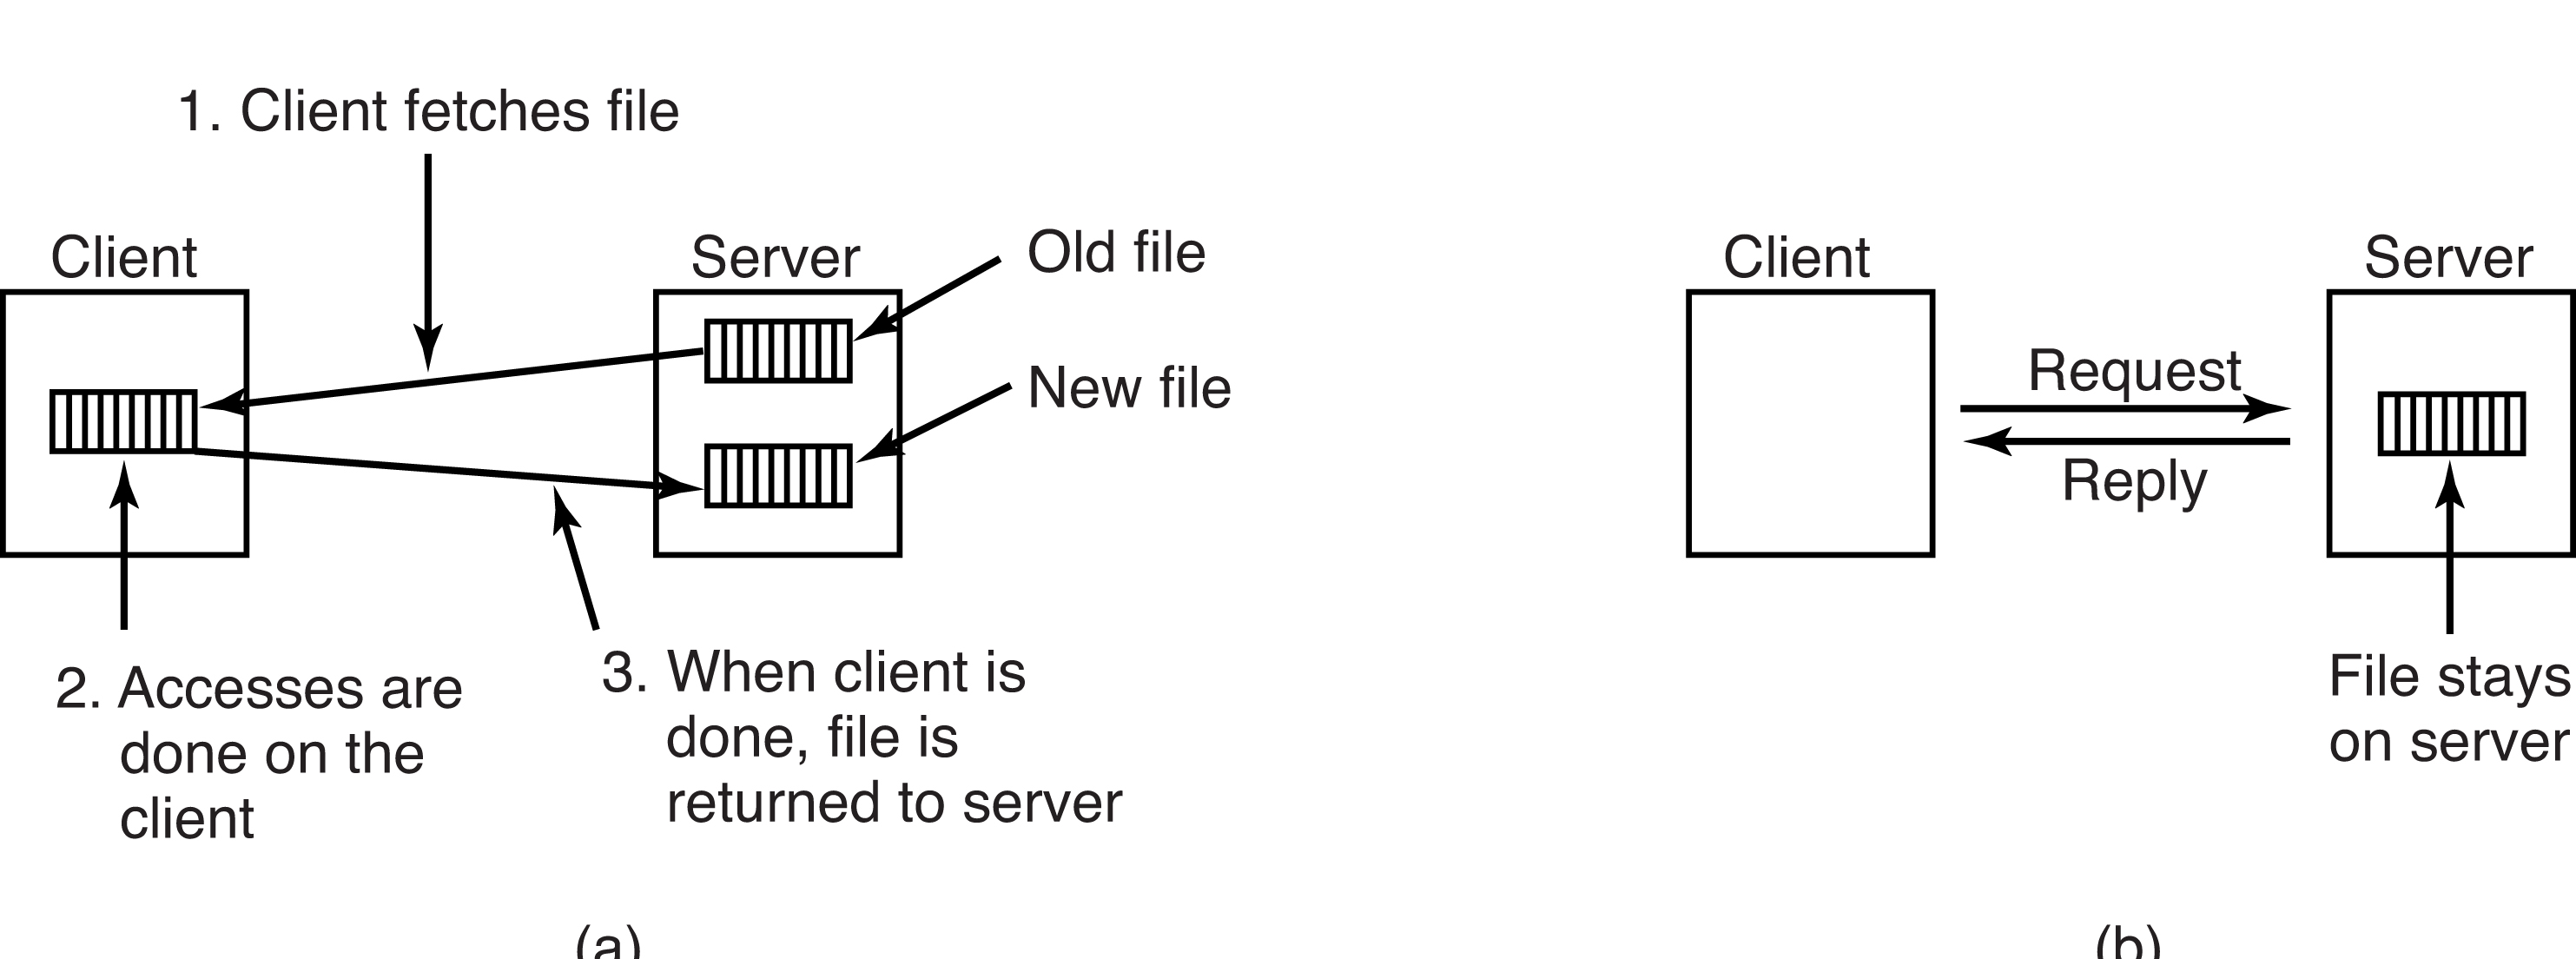 1. Client fetches file
Client
Server
Old file
New file
2. Accesses are
done on the
client
3. When client is
done, file is
returned to server
(a)
Client
Server
Request
Reply
File stays
on server
(b)